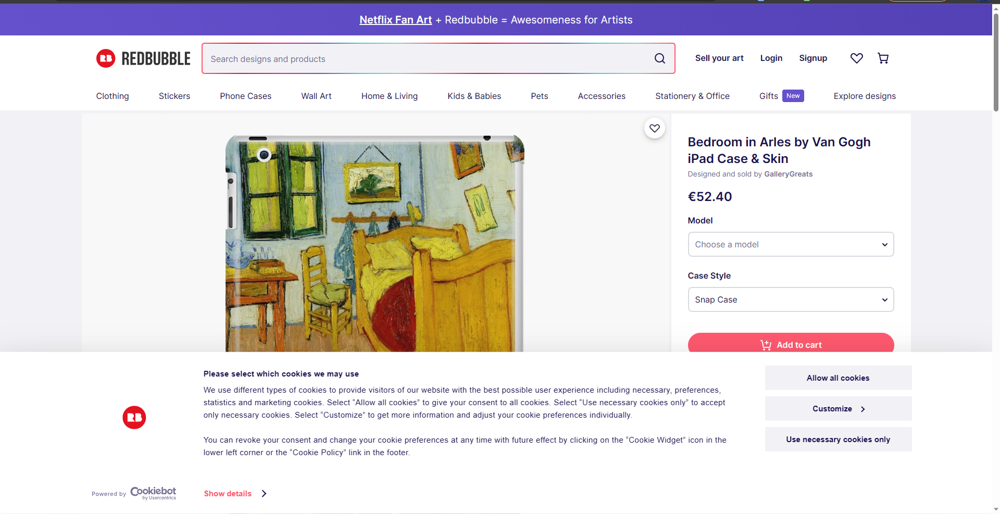 Netflix Fan Art + Redbubble = Awesomeness for Artists
RB REDBUBBLE
Search designs and products
Sell your art
Login
Signup
Clothing
Stickers
Phone Cases
Wall Art
Home & Living
Kids & Babies
Pets
Accessories
Stationery & Office
Gifts New
Explore designs
Bedroom in Arles by Van Gogh
iPad Case & Skin
Designed and sold by GalleryGreats
€52.40
Model
Choose a model
Case Style
Snap Case
Add to cart
RB
Please select which cookies we may use
We use different types of cookies to provide visitors of our website with the best possible user experience including necessary, preferences,
statistics and marketing cookies. Select “Allow all cookies” to give your consent to all cookies. Select “Use necessary cookies only” to accept
only necessary cookies. Select “Customize” to get more information and adjust your cookie preferences individually.
You can revoke your consent and change your cookie preferences at any time with future effect by clicking on the “Cookie Widget” icon in the
lower left corner or the “Cookie Policy” link in the footer.
Allow all cookies
Customize
Use necessary cookies only
Powered by Cookiebot
by Usercentrics
Show details